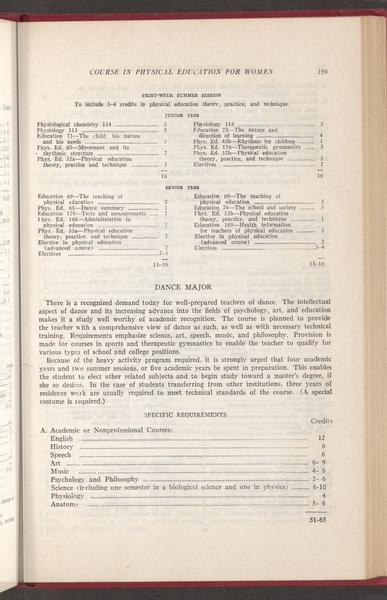 COURSE IN PHYSICAL EDUCATION FOR WOMEN 159
EIGHT-WEEK SUMMER SESSION
To include 3-4 credits in physical education theory, practice, and technique.
JUNIOR YEAR
Physiological chemistry 114
Physiology 111
Education 73—The child: his nature
and his needs
Phys. Ed. 60—Movement and its
rhythmic structure
Phys. Ed. 32a—Physical education
theory, practice and technique
16
Physiology 116
Education 75—The nature and
direction of learning 4
Phys. Ed. 80b—Rhythms for children 1
Phys. Ed. 176—Therapeutic gymnastics
Phys. Ed. 32b—Physical education
theory, practice, and technique
Electives
16
SENIOR YEAR
Education 69—The teaching of
physical education 3
Phys. Ed. 61—Dance summary 2
Education 129—Tests and measurements 2
Phys. Ed. 168—Administration in
physical education 2
Phys. Ed. 33a—Physical education
theory, practice, and technique
Elective in physical education
(advanced course) 2
Electives 2-3
15-16
Education 69—The teaching of
physical education 3
Education 74—The school and society 3
Phys. Ed. 33b—Physical education
theory, practice, and technique 1
Education 169—Health information
for teachers of physical education 3
Elective in physical education
(advanced course) 2
Electives 3-4
15-16
DANCE MAJOR
There is a recognized demand today for well-prepared teachers of dance. The intellectual
aspect of dance and its increasing advance into the fields of psychology, art, and education
makes it a study well worthy of academic recognition. The course is planned to provide
the teacher with a comprehensive view of dance as such, as well as with necessary technical
training. Requirements emphasize science, art, speech, music, and philosophy. Provision is
made for courses in sports and therapeutic gymnastics to enable the teacher to qualify for
various types of school and college positions.
Because of the heavy activity program required, it is strongly urged that four academic
years and two summer sessions, or five academic years be spent in preparation. This enables
the student to elect other related subjects and to begin study toward a master's degree, if
she so desires. In the case of students transferring from other institutions, three years of
residence work are usually required to meet technical standards of the course. (A special
costume is required.)
SPECIFIC REQUIREMENTS
Credits
A. Academic or Nonprofessional Courses:
English 12
History 6
Speech 6
Art 6- 9
Music 4- 6
Psychology and Philosophy 2- 6
Science (including one semester in a biological science and one in physics) 6-10
Physiology 4
Anatomy 5- 6
51-65